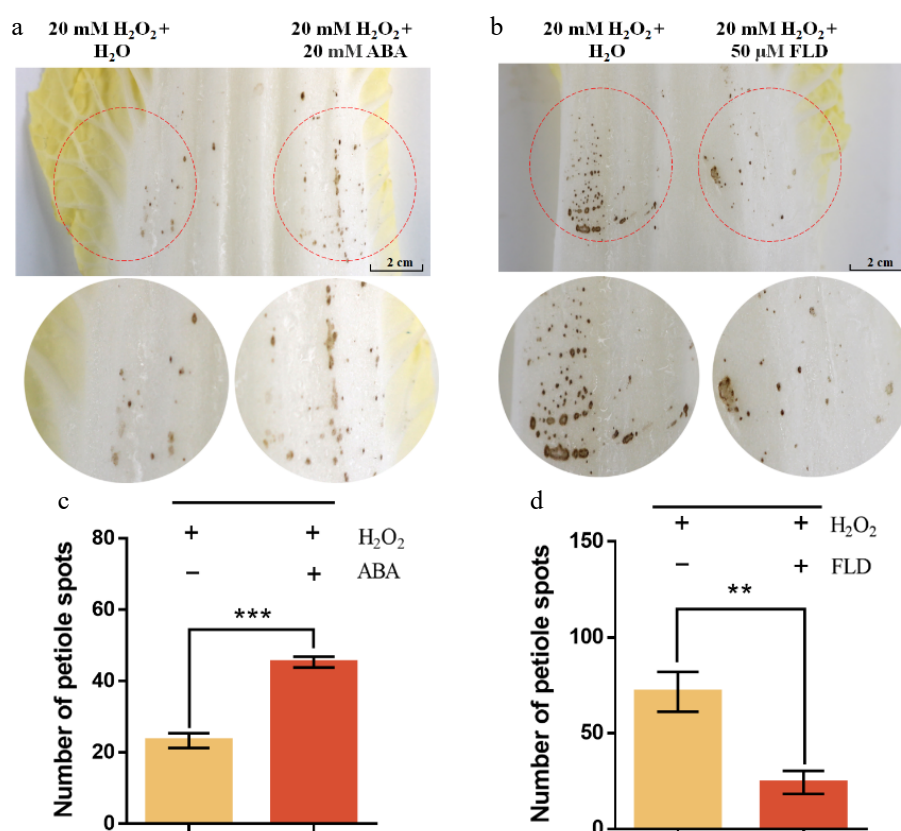 a
20 mM H₂O₂ +
H₂O
20 mM H₂O₂ +
20 mM ABA
2 cm
b
20 mM H₂O₂ +
H₂O
20 mM H₂O₂ +
50 μM FLD
2 cm
c
Number of petiole spots
80
60
40
20
0
+ + H₂O₂
− + ABA
***
d
Number of petiole spots
150
100
50
0
+ + H₂O₂
− + FLD
**